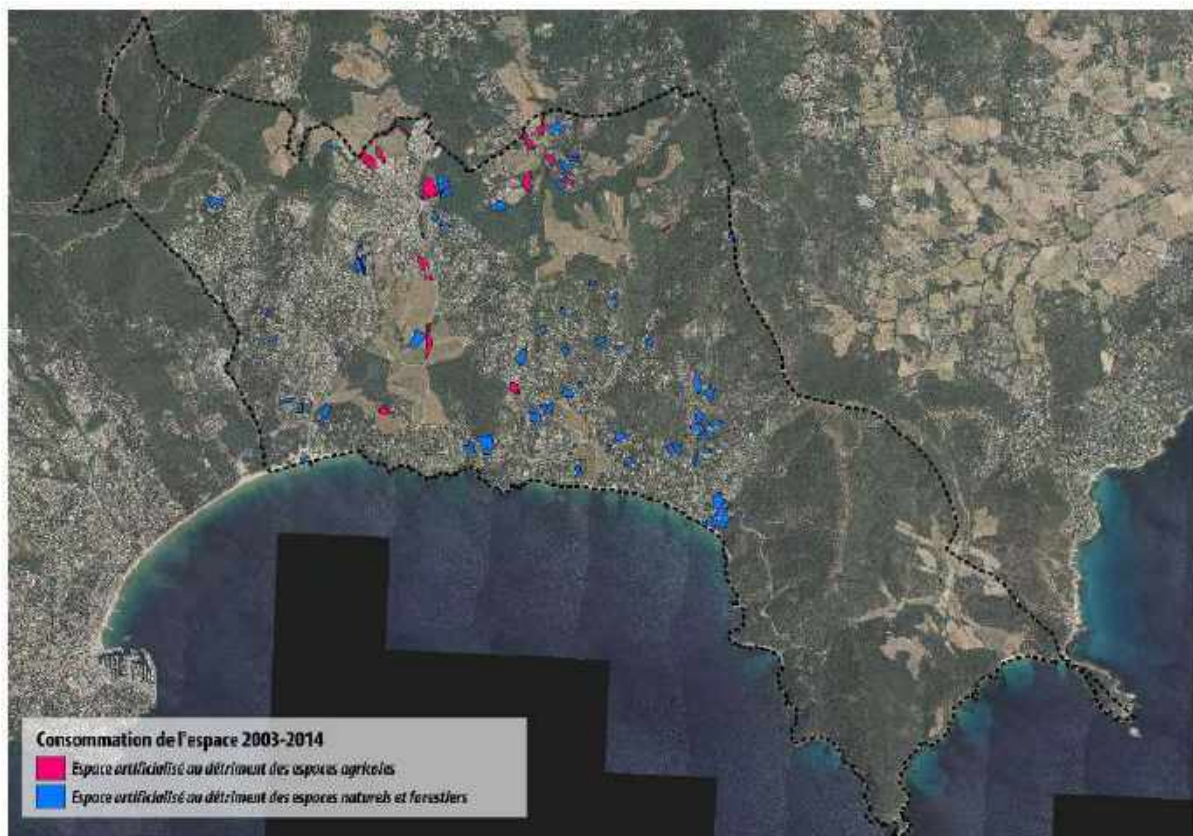 Consommation de l'espace 2003-2014
Espace artificialisé au détriment des espaces agricoles
Espace artificialisé au détriment des espaces naturels et forestiers